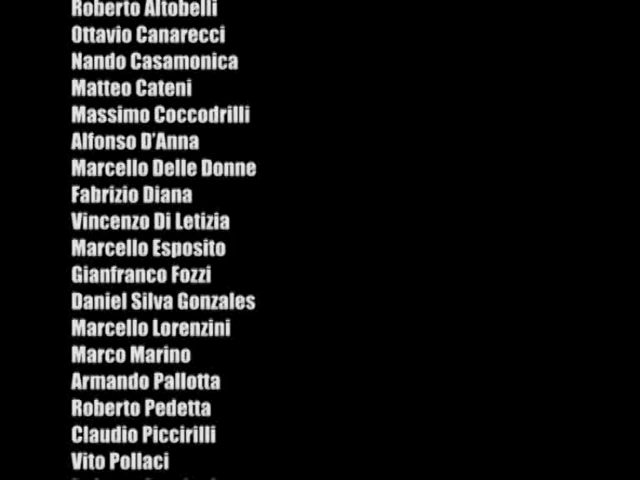 Roberto Altobelli
Ottavio Canarecci
Nando Casamonica
Matteo Cateni
Massimo Coccodrilli
Alfonso D'Anna
Marcello Delle Donne
Fabrizio Diana
Vincenzo Di Letizia
Marcello Esposito
Gianfranco Fozzi
Daniel Silva Gonzales
Marcello Lorenzini
Marco Marino
Armando Pallotta
Roberto Pedetta
Claudio Piccirilli
Vito Pollaci